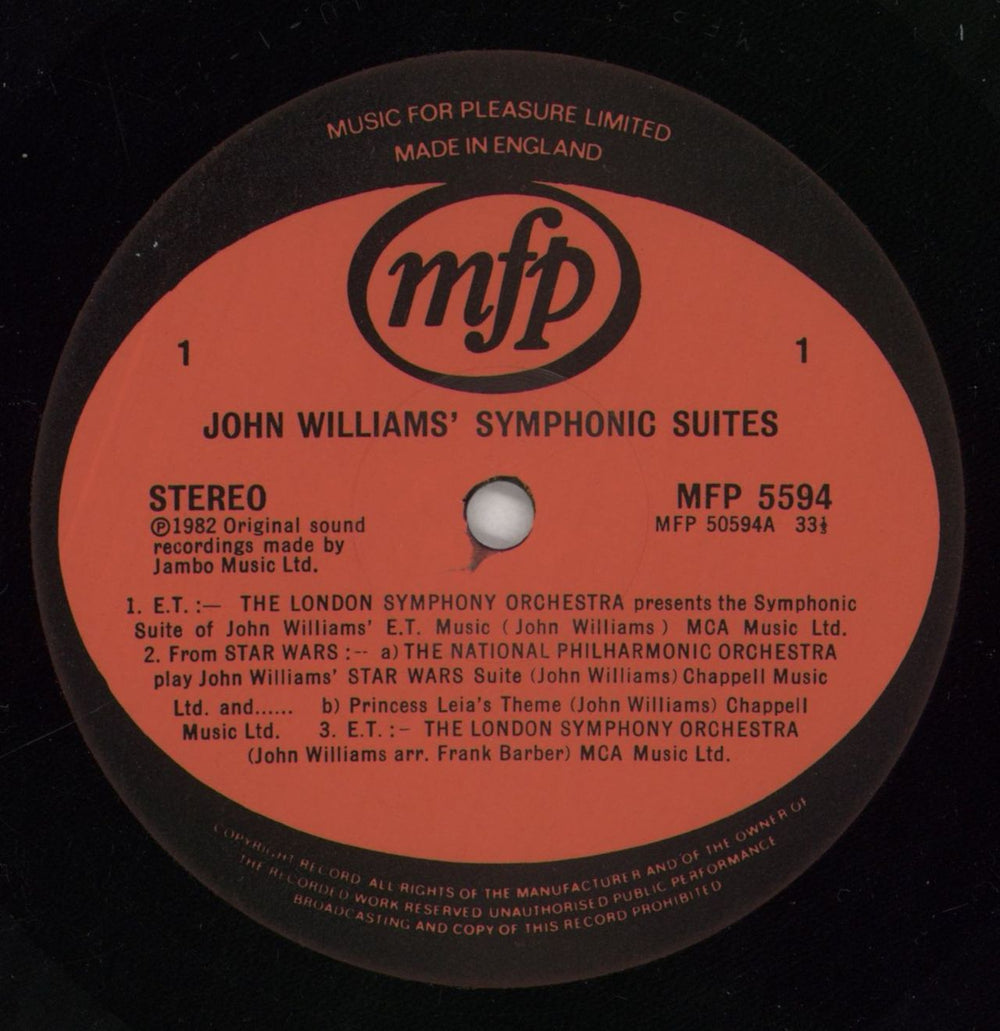 MUSIC FOR PLEASURE LIMITED
MADE IN ENGLAND
mfp
1 1
JOHN WILLIAMS' SYMPHONIC SUITES
STEREO MFP 5594
Ⓟ1982 Original sound MFP 50594A 33⅓
recordings made by
Jambo Music Ltd.
1. E.T. :— THE LONDON SYMPHONY ORCHESTRA presents the Symphonic
Suite of John Williams' E.T. Music ( John Williams ) MCA Music Ltd.
2. From STAR WARS :-- a) THE NATIONAL PHILHARMONIC ORCHESTRA
play John Williams' STAR WARS Suite (John Williams) Chappell Music
Ltd. and...... b) Princess Leia's Theme (John Williams) Chappell
Music Ltd. 3. E.T. :- THE LONDON SYMPHONY ORCHESTRA
(John Williams arr. Frank Barber) MCA Music Ltd.
COPYRIGHT RECORD ALL RIGHTS OF THE MANUFACTURER AND OF THE OWNER OF
THE RECORDED WORK RESERVED UNAUTHORISED PUBLIC PERFORMANCE
BROADCASTING AND COPY OF THIS RECORD PROHIBITED